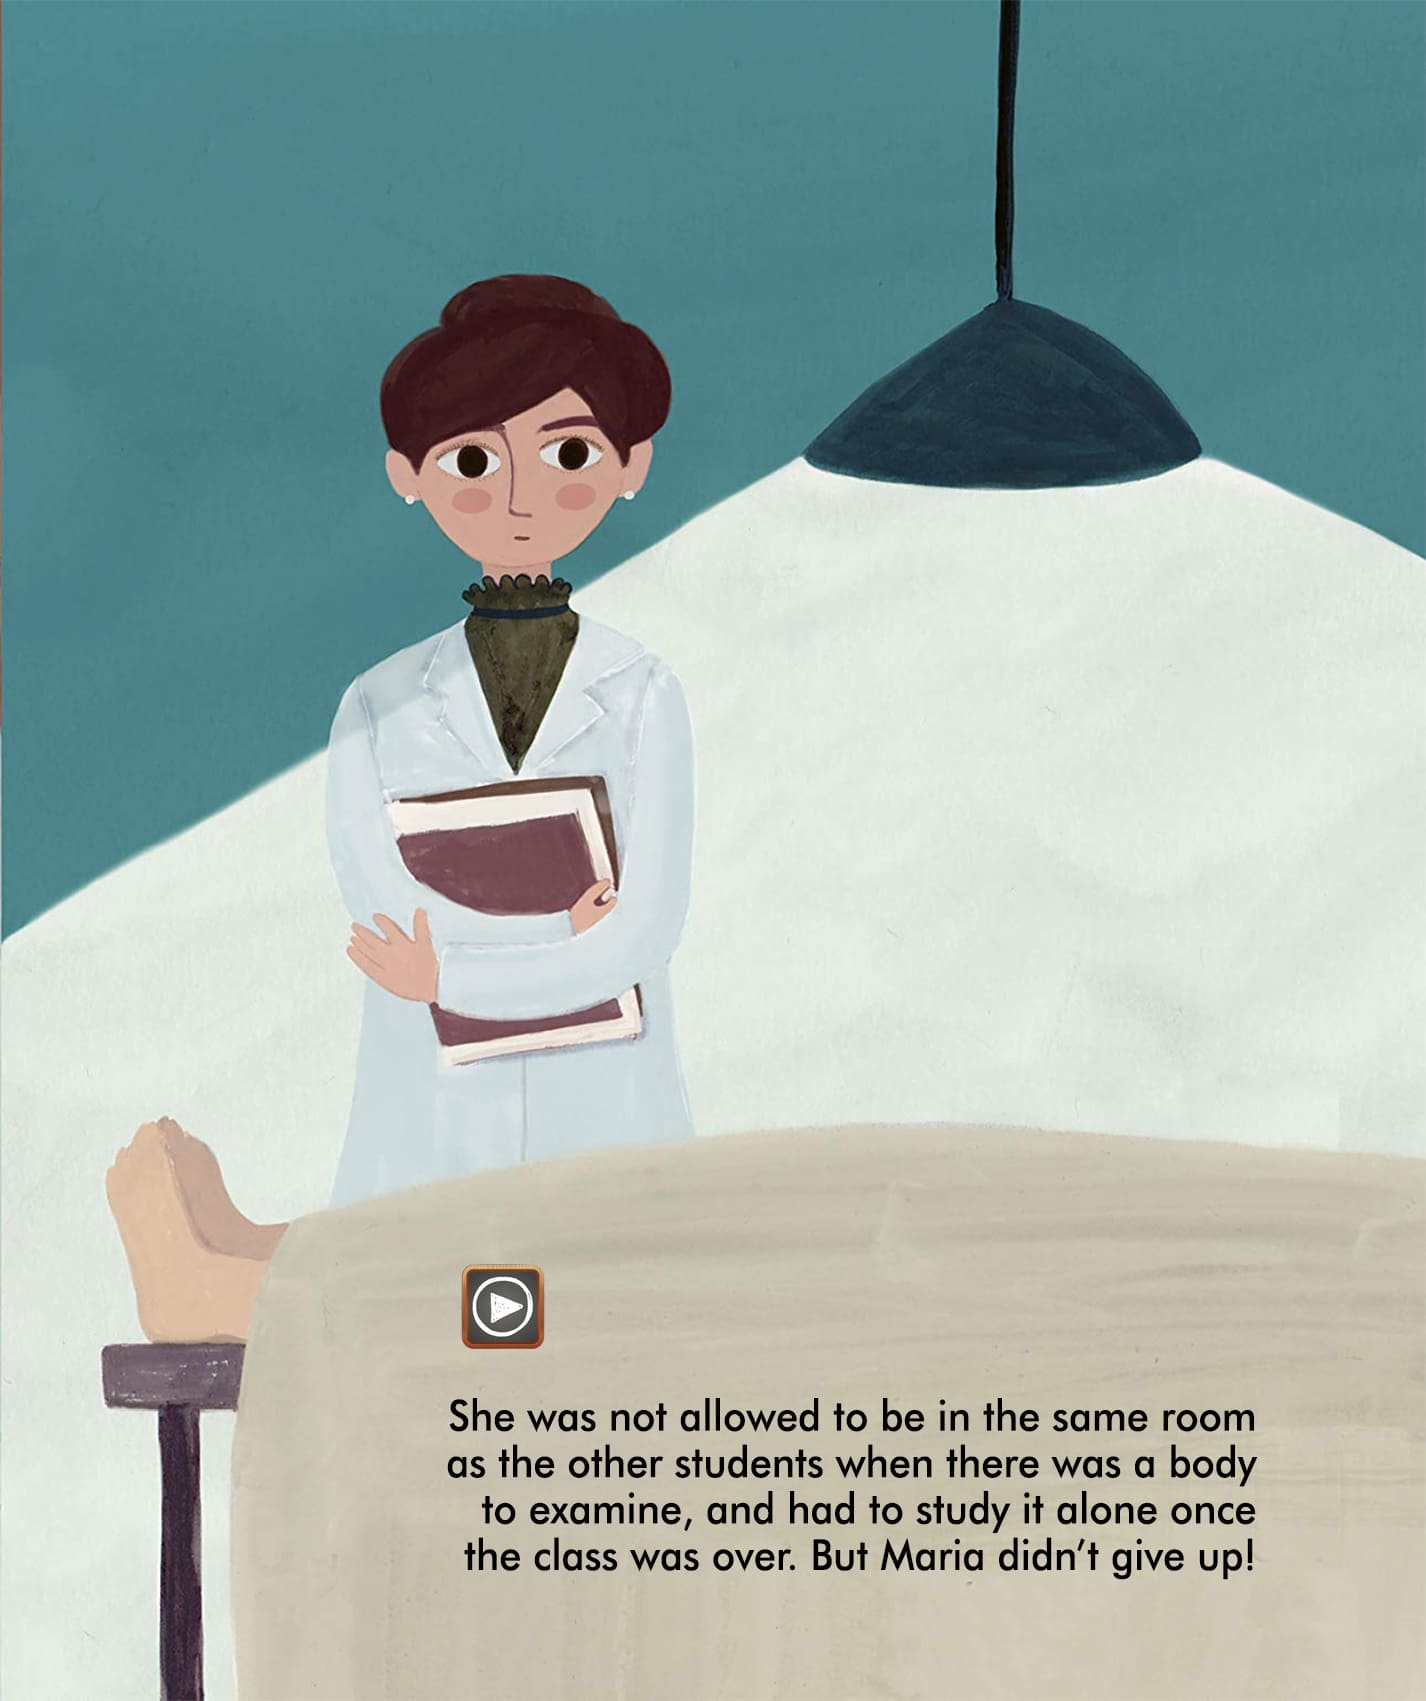 She was not allowed to be in the same room
as the other students when there was a body
to examine, and had to study it alone once
the class was over. But Maria didn’t give up!